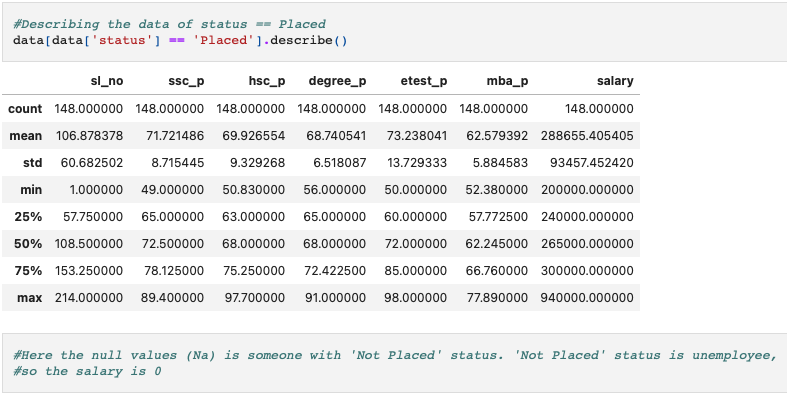 #Describing the data of status == Placed
data[data['status'] == 'Placed'].describe()
sl_no ssc_p hsc_p degree_p etest_p mba_p salary
count 148.000000 148.000000 148.000000 148.000000 148.000000 148.000000 148.000000
mean 106.878378 71.721486 69.926554 68.740541 73.238041 62.579392 288655.405405
std 60.682502 8.715445 9.329268 6.518087 13.729333 5.884583 93457.452420
min 1.000000 49.000000 50.830000 56.000000 50.000000 52.380000 200000.000000
25% 57.750000 65.000000 63.000000 65.000000 60.000000 57.772500 240000.000000
50% 108.500000 72.500000 68.000000 68.000000 72.000000 62.245000 265000.000000
75% 153.250000 78.125000 75.250000 72.422500 85.000000 66.760000 300000.000000
max 214.000000 89.400000 97.700000 91.000000 98.000000 77.890000 940000.000000
#Here the null values (Na) is someone with 'Not Placed' status. 'Not Placed' status is unemployee,
#so the salary is 0